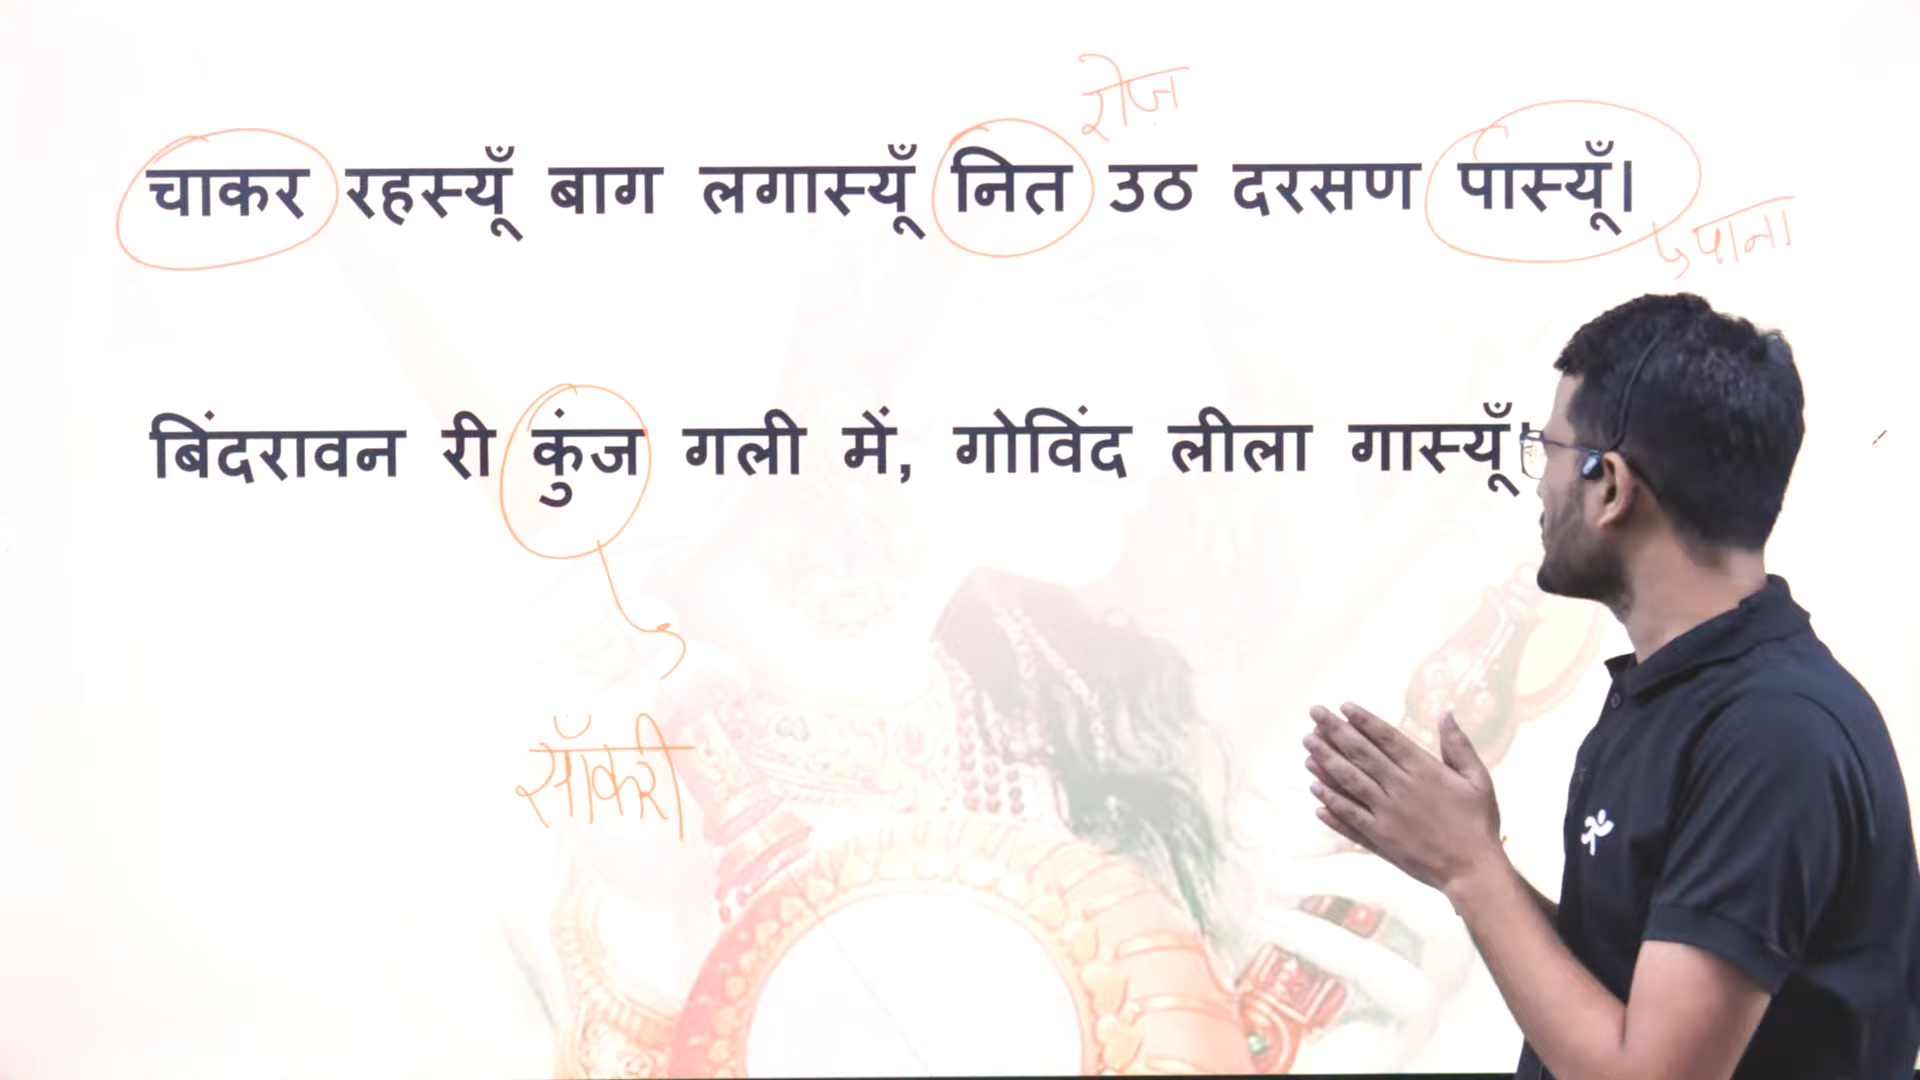 रोज़
चाकर रहस्यूँ बाग लगास्यूँ नित उठ दरसण पास्यूँ।
पाना
बिंदरावन री कुंज गली में, गोविंद लीला गास्यूँ।
साँकरी